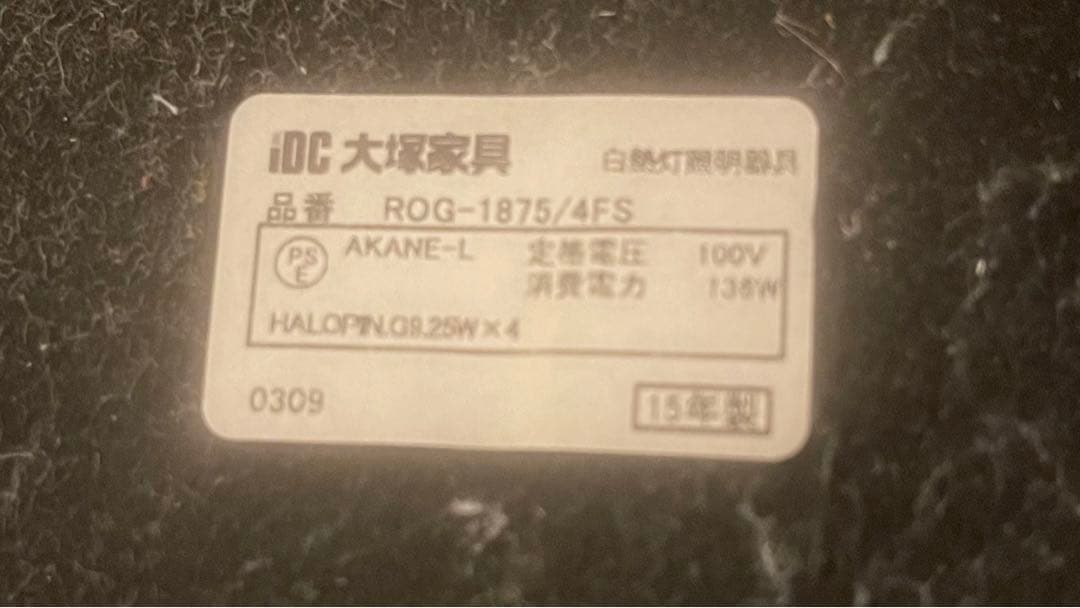 iDC 大塚家具 白熱灯照明器具
品番 ROG-1875/4FS
PSE AKANE-L 定格電圧 100V
消費電力 136W
HALOPIN.G9.25W×4
0309 15年製